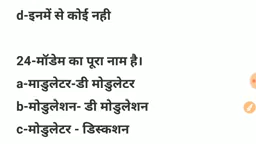 d-इनमें से कोई नही
24-मॉडेम का पूरा नाम है।
a-माडुलेटर-डी मोडुलेटर
b-मोडुलेशन- डी मोडुलेशन
c-मोडुलेटर - डिस्कशन